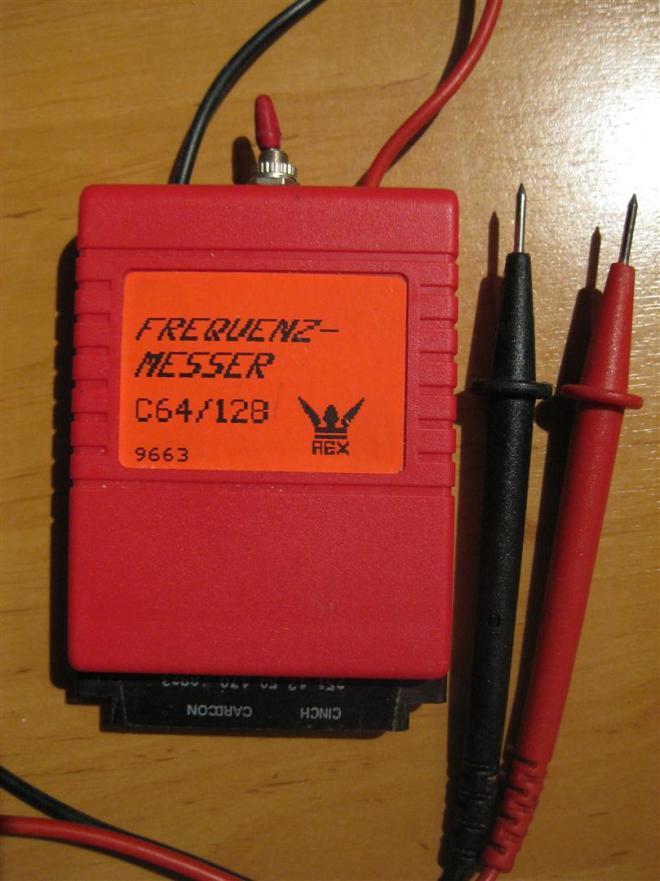 FREQUENZ-
MESSER
C64/128
REX
9663
CINCH CARDCON